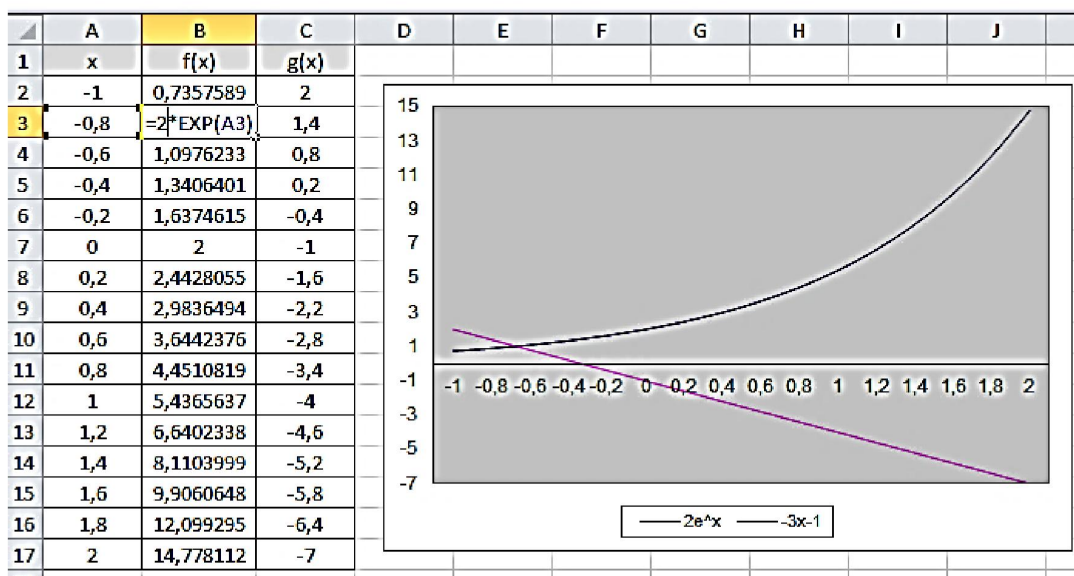 A B C D E F G H I J
1 x f(x) g(x)
2 -1 0,7357589 2
3 -0,8 =2*EXP(A3) 1,4
4 -0,6 1,0976233 0,8
5 -0,4 1,3406401 0,2
6 -0,2 1,6374615 -0,4
7 0 2 -1
8 0,2 2,4428055 -1,6
9 0,4 2,9836494 -2,2
10 0,6 3,6442376 -2,8
11 0,8 4,4510819 -3,4
12 1 5,4365637 -4
13 1,2 6,6402338 -4,6
14 1,4 8,1103999 -5,2
15 1,6 9,9060648 -5,8
16 1,8 12,099295 -6,4
17 2 14,778112 -7
15
13
11
9
7
5
3
1
-1
-3
-5
-7
-1 -0,8 -0,6 -0,4 -0,2 0 0,2 0,4 0,6 0,8 1 1,2 1,4 1,6 1,8 2
2e^x -3x-1